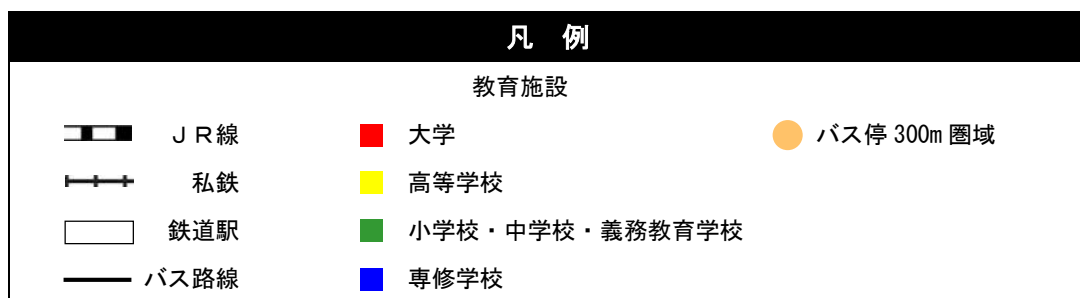 凡　例
教育施設
ＪＲ線　大学　バス停 300m 圏域
私鉄　高等学校
鉄道駅　小学校・中学校・義務教育学校
バス路線　専修学校